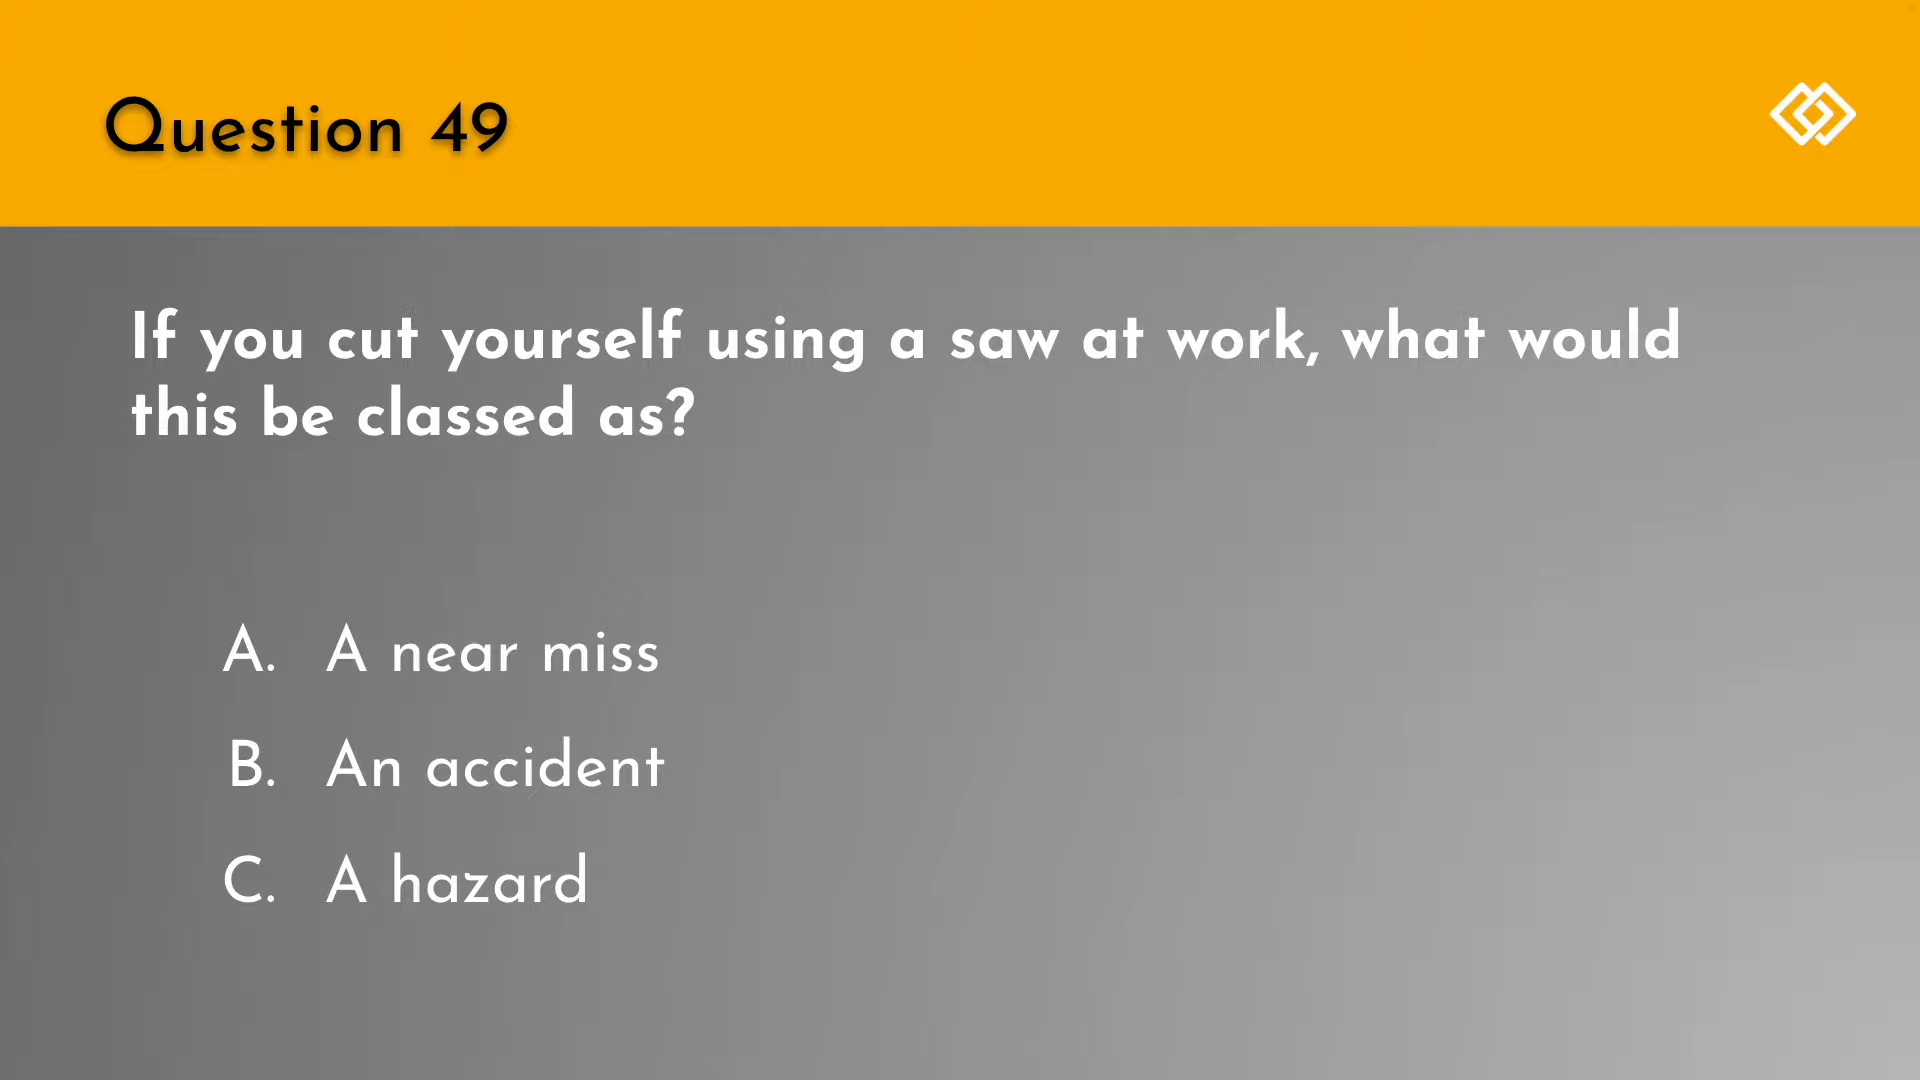 Question 49
If you cut yourself using a saw at work, what would
this be classed as?
A. A near miss
B. An accident
C. A hazard